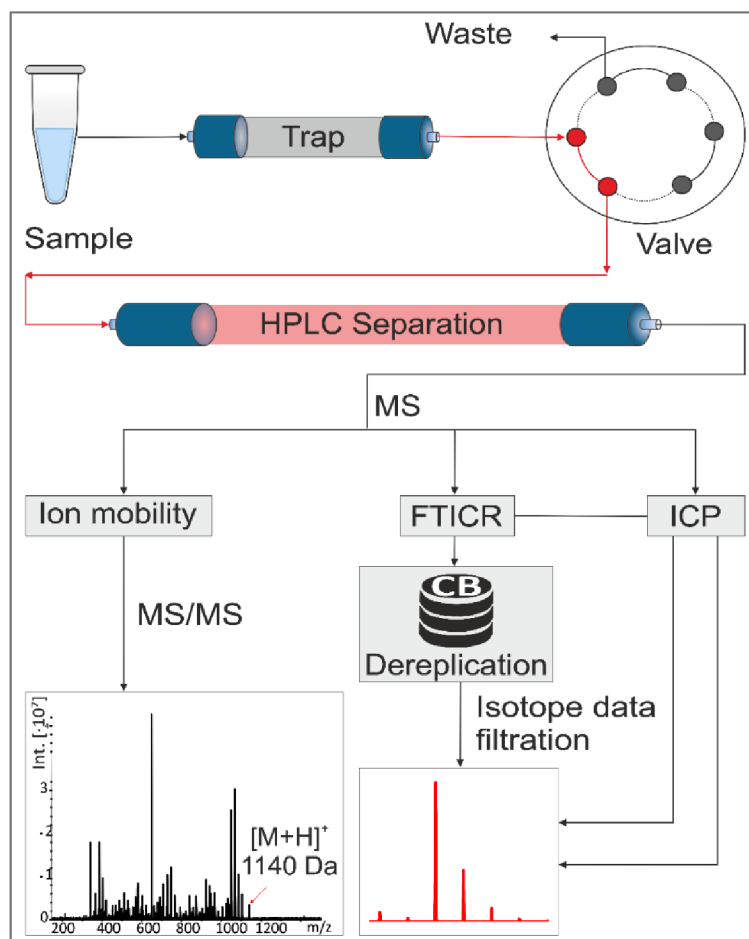 Waste
Trap
Sample
Valve
HPLC Separation
MS
Ion mobility
FTICR
ICP
MS/MS
CB
Dereplication
Isotope data
filtration
Int. [·10⁷]
4
3
2
1
0
[M+H]⁺
1140 Da
200 400 600 800 1000 1200 m/z